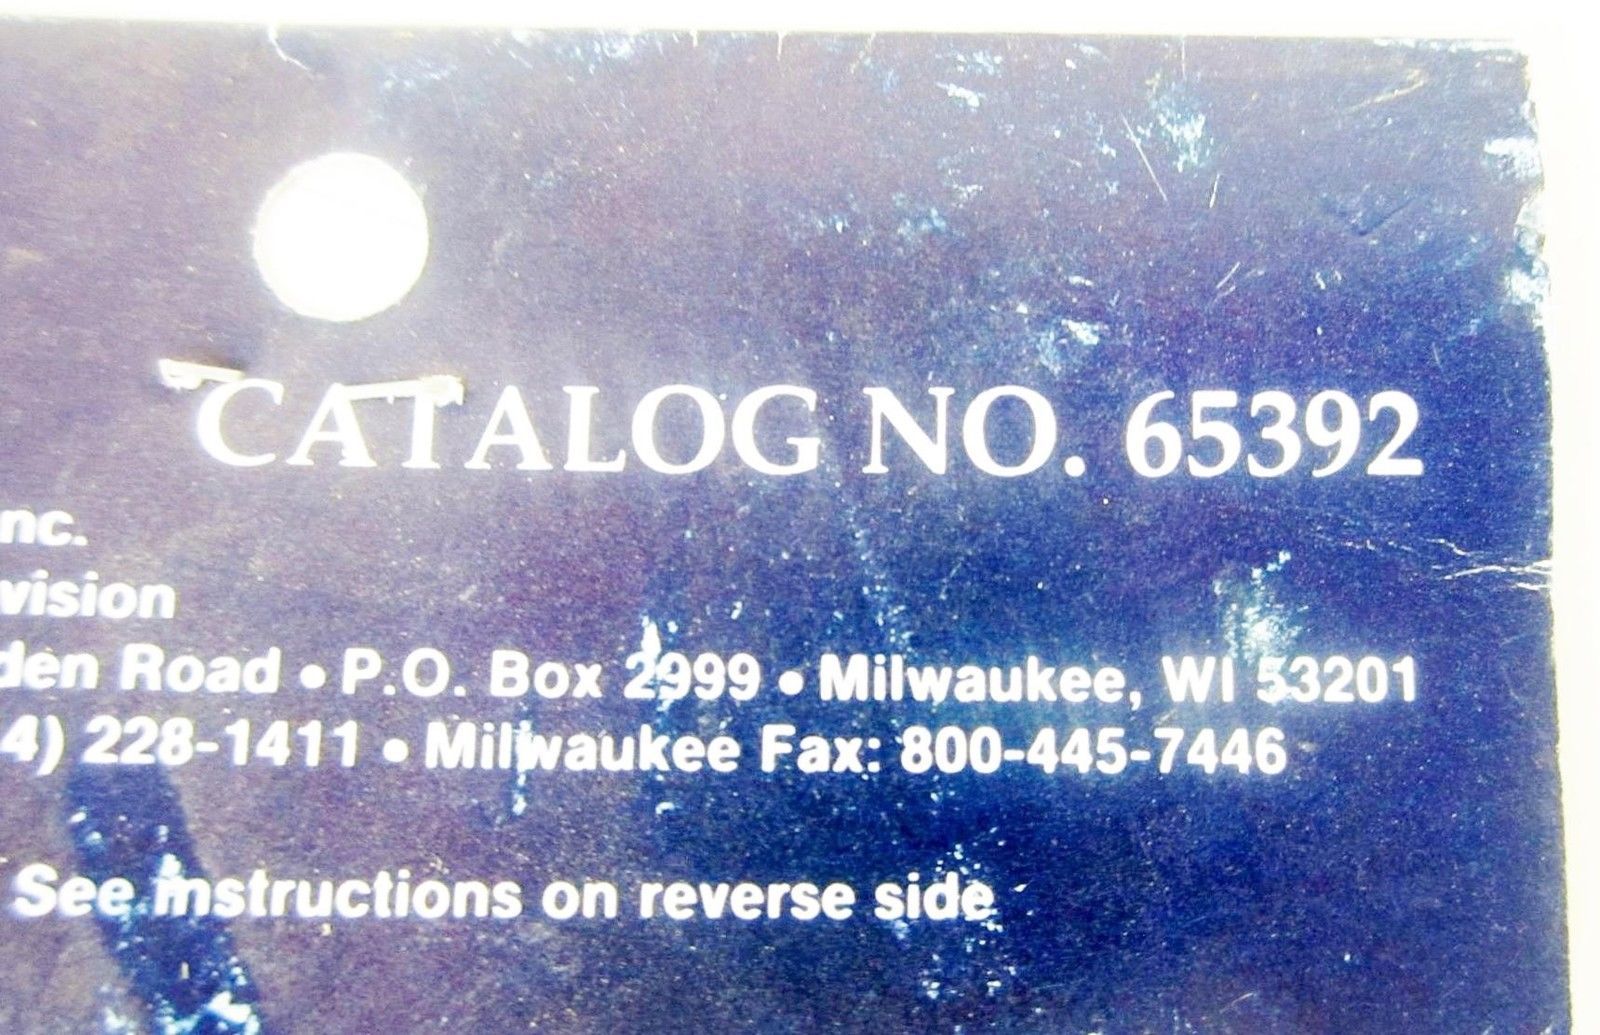 CATALOG NO. 65392
nc.
vision
den Road • P.O. Box 2999 • Milwaukee, WI 53201
4) 228-1411 • Milwaukee Fax: 800-445-7446
See instructions on reverse side